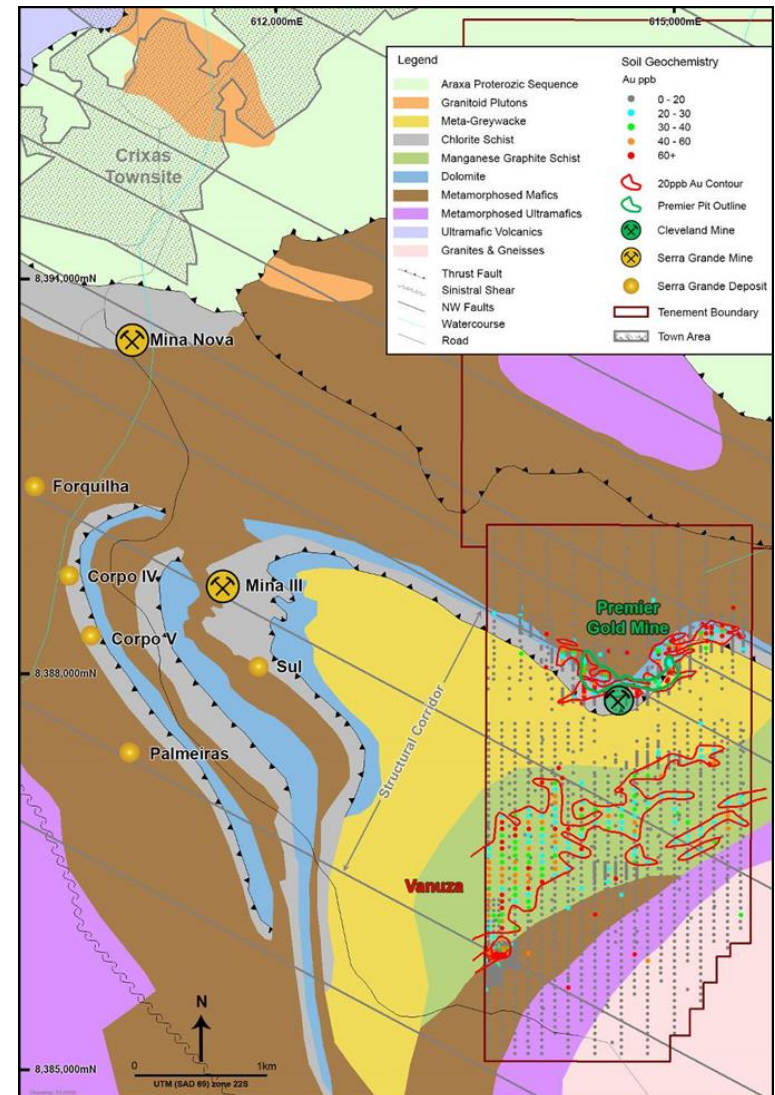 612,000mE
615,000mE
Crixas
Townsite
Legend
Araxa Proterozic Sequence
Granitoid Plutons
Meta-Greywacke
Chlorite Schist
Manganese Graphite Schist
Dolomite
Metamorphosed Mafics
Metamorphosed Ultramafics
Ultramafic Volcanics
Granites & Gneisses
Thrust Fault
Sinistral Shear
NW Faults
Watercourse
Road
Soil Geochemistry
Au ppb
0 - 20
20 - 30
30 - 40
40 - 60
60+
20ppb Au Contour
Premier Pit Outline
Cleveland Mine
Serra Grande Mine
Serra Grande Deposit
Tenement Boundary
Town Area
8,391,000mN
Mina Nova
Forquilha
Corpo IV
Mina III
Corpo V
Sul
Palmeiras
Premier
Gold Mine
8,388,000mN
Structural Corridor
Vanuza
N
0
1km
UTM (SAD 69) zone 22S
8,385,000mN